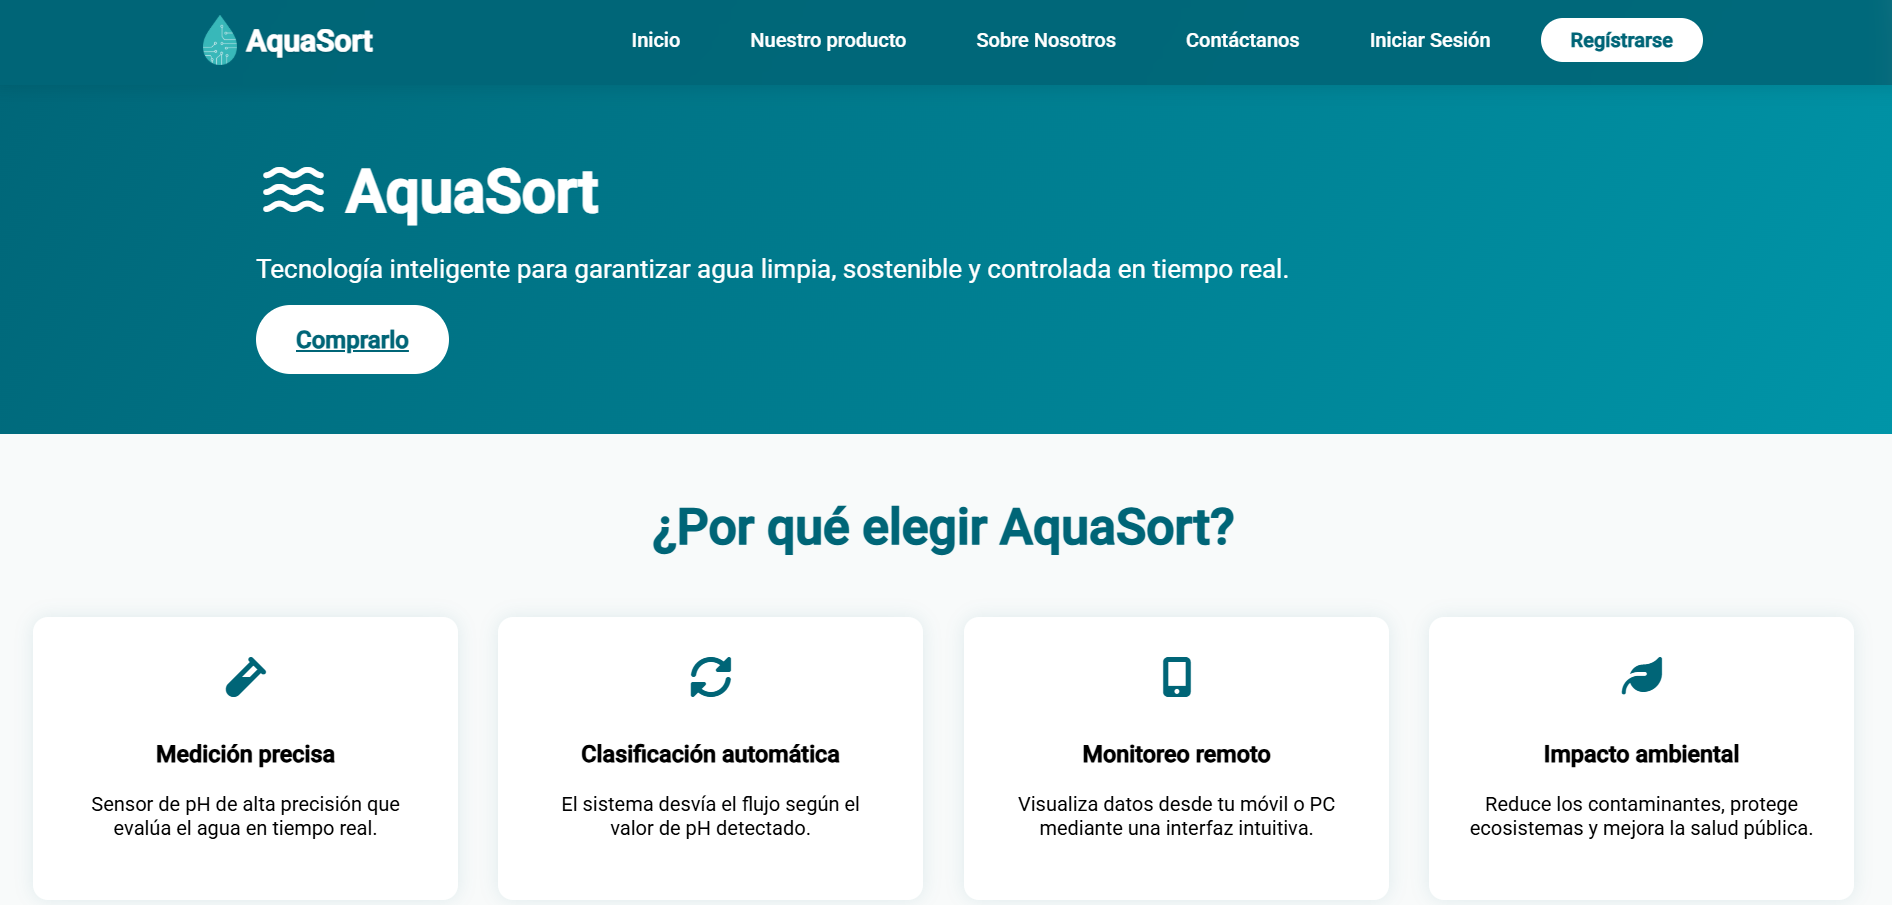 AquaSort
Inicio
Nuestro producto
Sobre Nosotros
Contáctanos
Iniciar Sesión
Regístrarse
AquaSort
Tecnología inteligente para garantizar agua limpia, sostenible y controlada en tiempo real.
Comprarlo
¿Por qué elegir AquaSort?
Medición precisa
Sensor de pH de alta precisión que
evalúa el agua en tiempo real.
Clasificación automática
El sistema desvía el flujo según el
valor de pH detectado.
Monitoreo remoto
Visualiza datos desde tu móvil o PC
mediante una interfaz intuitiva.
Impacto ambiental
Reduce los contaminantes, protege
ecosistemas y mejora la salud pública.